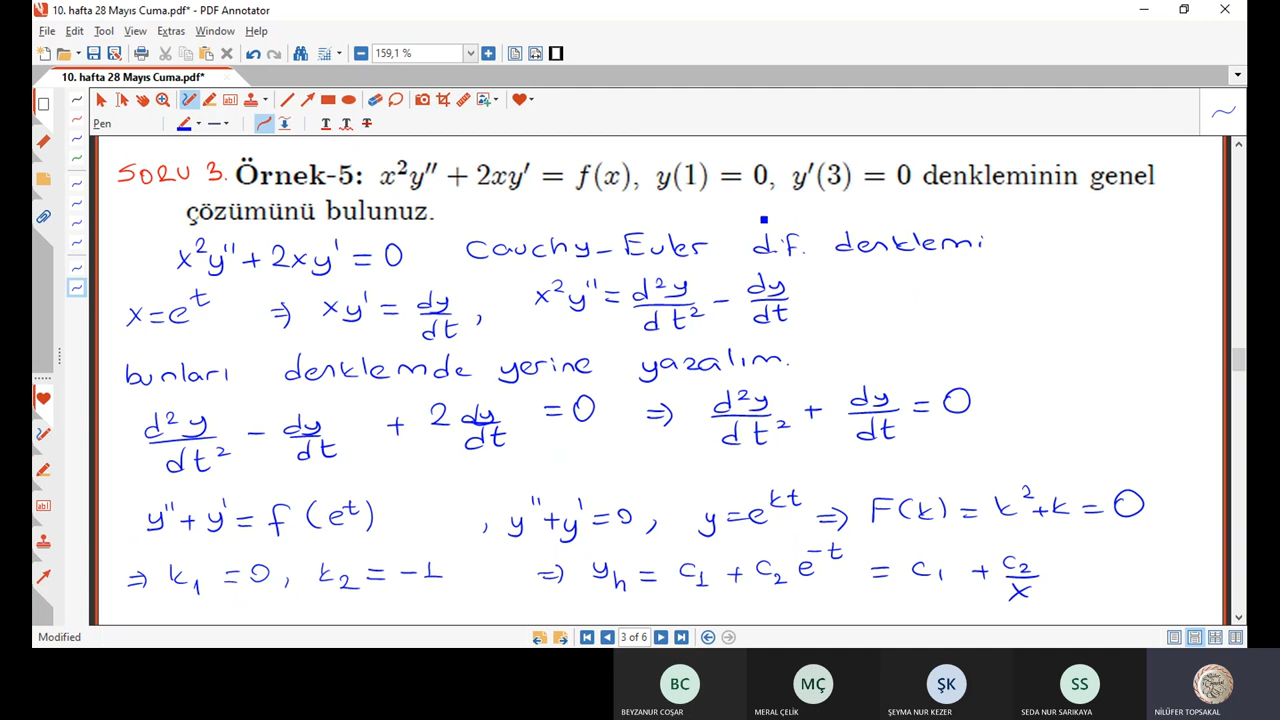 10. hafta 28 Mayıs Cuma.pdf* - PDF Annotator
File Edit Tool View Extras Window Help
159,1 %
10. hafta 28 Mayıs Cuma.pdf*
Pen
SORU 3. Örnek-5: x²y'' + 2xy' = f(x), y(1) = 0, y'(3) = 0 denkleminin genel
çözümünü bulunuz.
x²y'' + 2xy' = 0 Cauchy-Euler dif. denklemi
x = e^t ⇒ xy' = dy/dt , x²y'' = d²y/dt² - dy/dt
bunları denklemde yerine yazalım.
d²y/dt² - dy/dt + 2 dy/dt = 0 ⇒ d²y/dt² + dy/dt = 0
y'' + y' = f(e^t) , y'' + y' = 0, y = e^{kt} ⇒ F(k) = k² + k = 0
⇒ k₁ = 0, k₂ = -1 ⇒ y_h = c₁ + c₂ e^{-t} = c₁ + c₂/x
Modified
3 of 6
BC MÇ ŞK SS
BEYZANUR COŞAR MERAL ÇELİK ŞEYMA NUR KEZER SEDA NUR SARIKAYA NİLÜFER TOPSAKAL